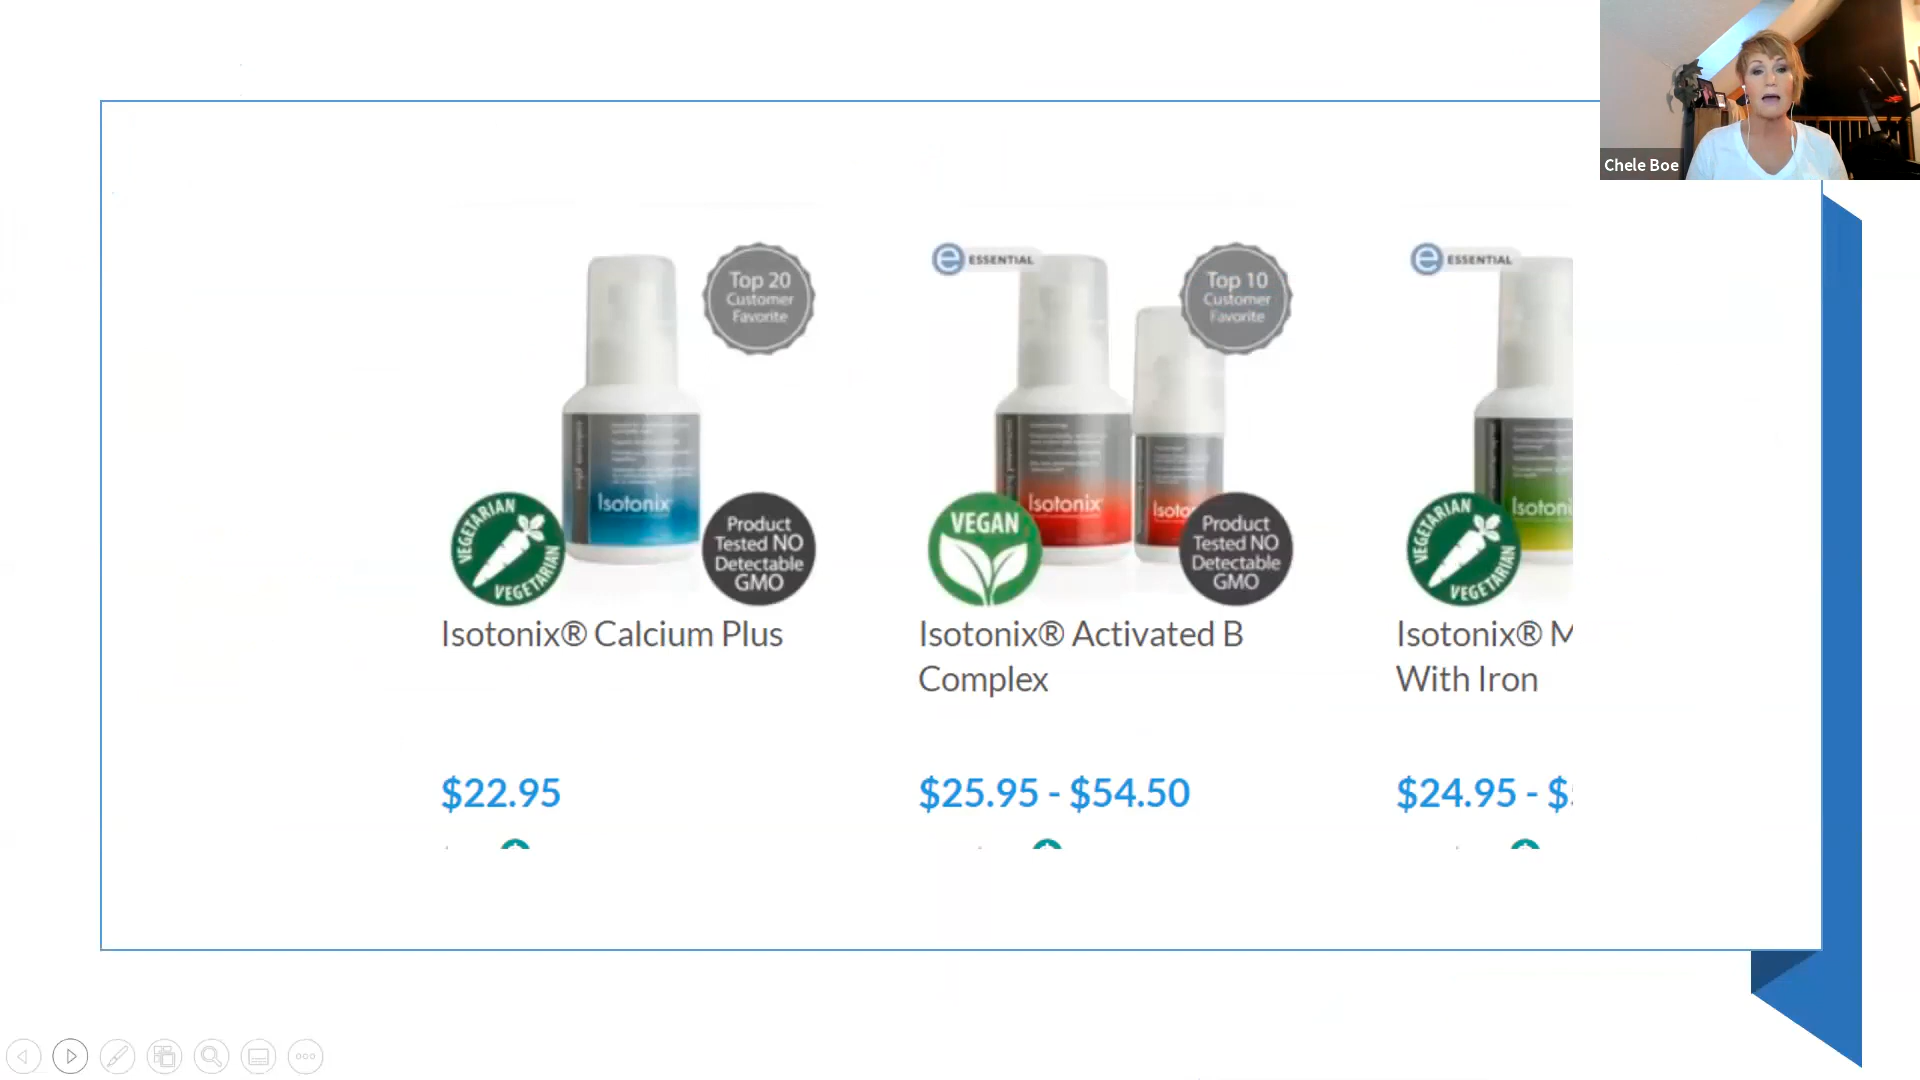 Chele Boe
Top 20
Customer
Favorite
Isotonix
VEGETARIAN
VEGETARIAN
Product
Tested NO
Detectable
GMO
Isotonix® Calcium Plus
$22.95
ESSENTIAL
Top 10
Customer
Favorite
Isotonix
Isoto
VEGAN
Product
Tested NO
Detectable
GMO
Isotonix® Activated B
Complex
$25.95 - $54.50
ESSENTIAL
Isoton
VEGETARIAN
VEGETARIAN
Isotonix® M
With Iron
$24.95 - $